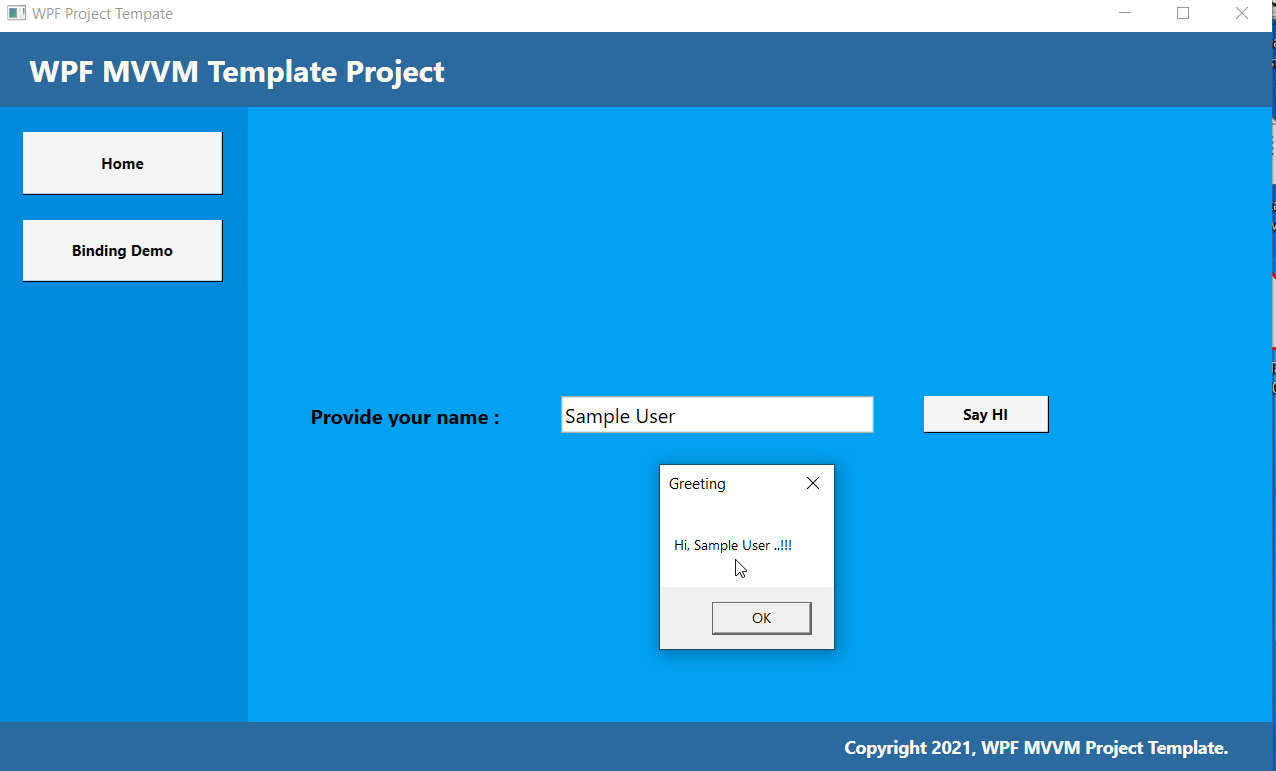 WPF Project Tempate
WPF MVVM Template Project
Home
Binding Demo
Provide your name :
Sample User
Say HI
Greeting
Hi, Sample User ..!!!
OK
Copyright 2021, WPF MVVM Project Template.